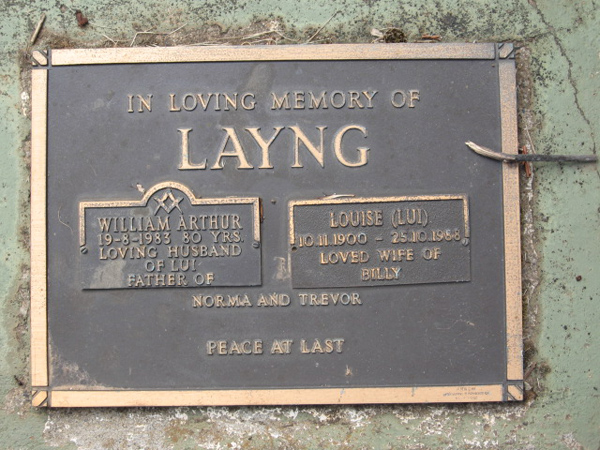 IN LOVING MEMORY OF
LAYNG
WILLIAM ARTHUR
19-8-1983 80 YRS.
LOVING HUSBAND
OF LUI
FATHER OF
LOUISE (LUI)
10.11.1900 - 25.10.1988
LOVED WIFE OF
BILLY
NORMA AND TREVOR
PEACE AT LAST